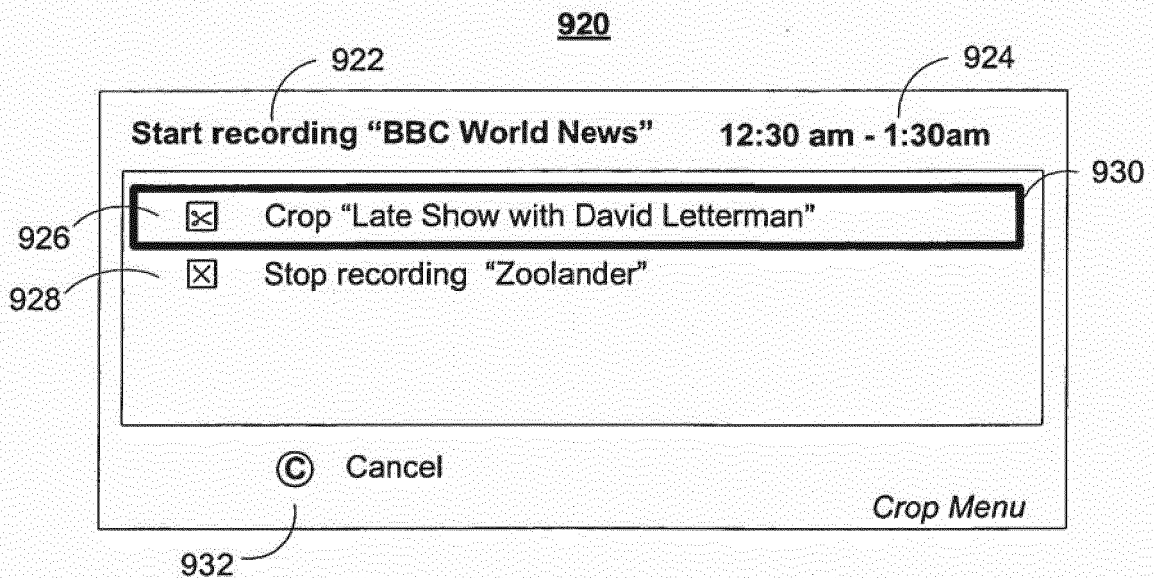 920
922
924
Start recording “BBC World News” 12:30 am - 1:30am
930
926
Crop “Late Show with David Letterman”
928
Stop recording “Zoolander”
C Cancel
Crop Menu
932